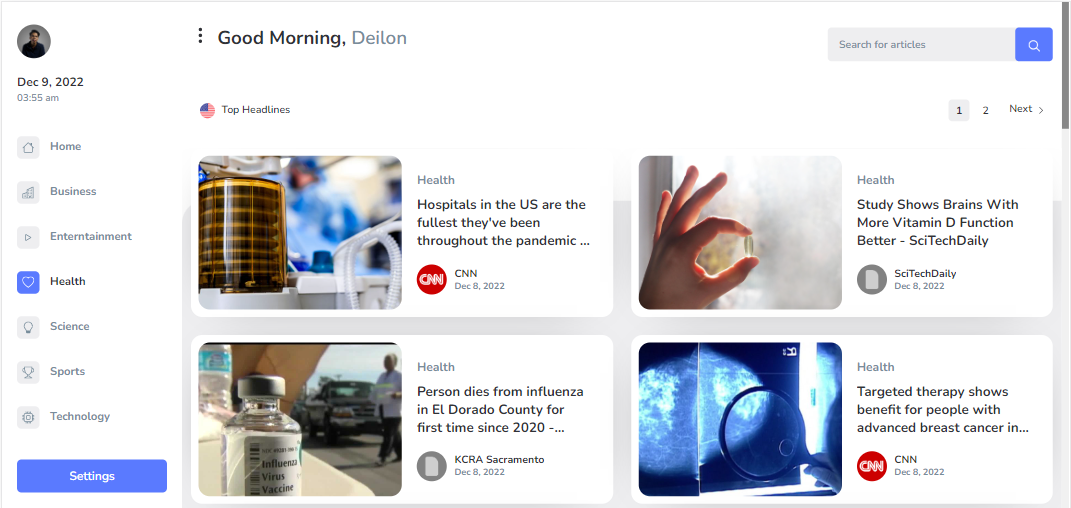 Good Morning, Deilon
Search for articles
Dec 9, 2022
03:55 am
Top Headlines
1 2 Next
Home
Business
Enterntainment
Health
Science
Sports
Technology
Settings
Health
Hospitals in the US are the
fullest they've been
throughout the pandemic ...
CNN
CNN
Dec 8, 2022
Health
Study Shows Brains With
More Vitamin D Function
Better - SciTechDaily
SciTechDaily
Dec 8, 2022
Influenza
Virus
Vaccine
Health
Person dies from influenza
in El Dorado County for
first time since 2020 -...
KCRA Sacramento
Dec 8, 2022
R
Health
Targeted therapy shows
benefit for people with
advanced breast cancer in...
CNN
CNN
Dec 8, 2022